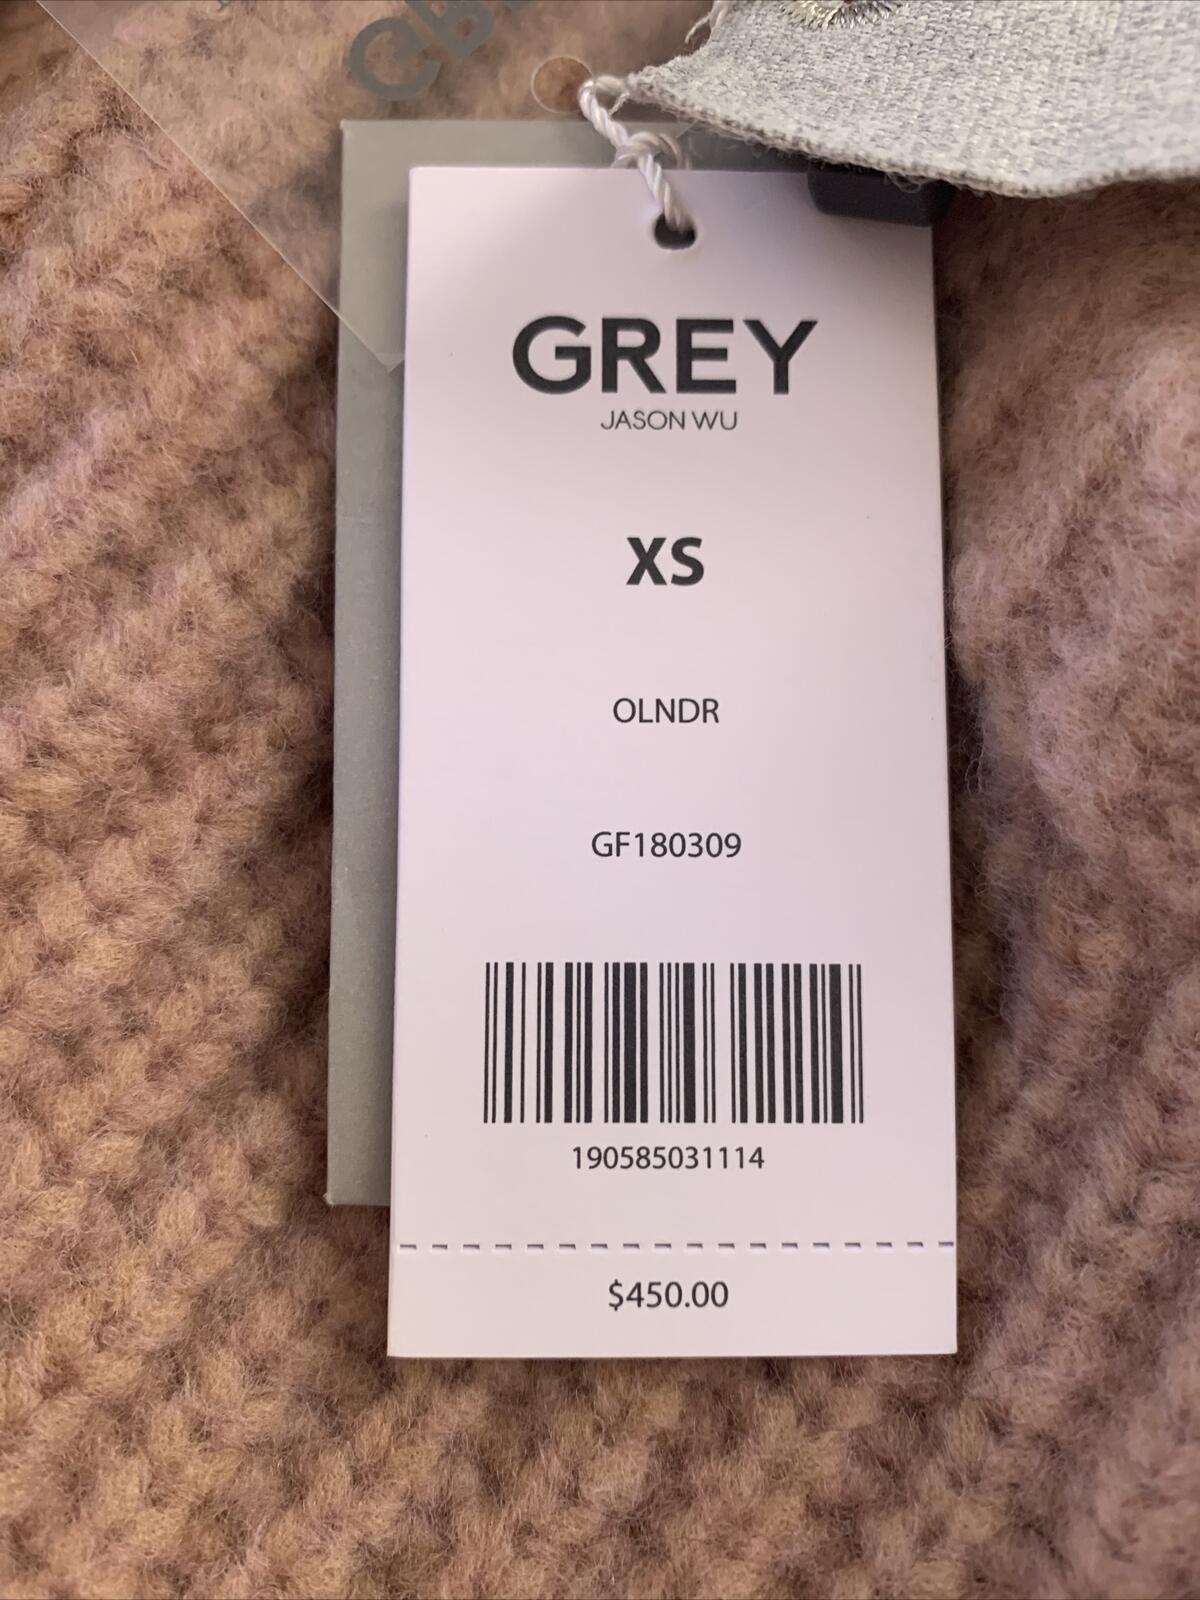 GREY
JASON WU
XS
OLNDR
GF180309
190585031114
$450.00